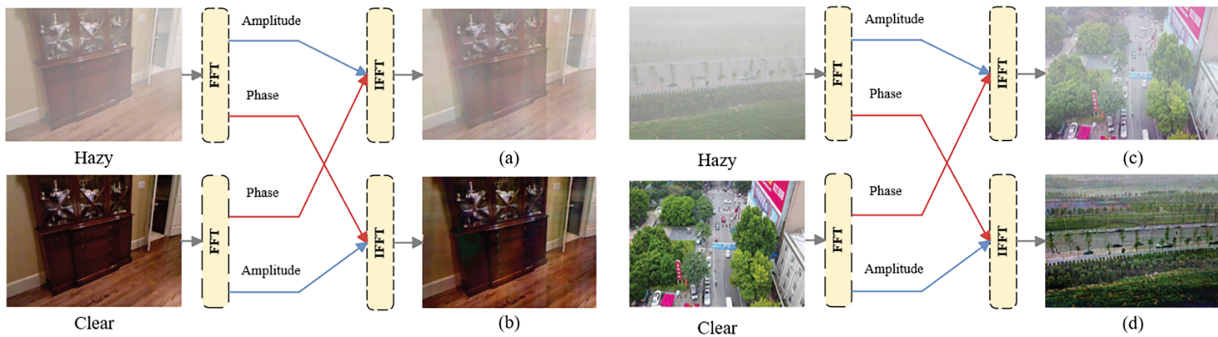 Amplitude
FFT
IFFT
Phase
Hazy
(a)
Phase
FFT
IFFT
Amplitude
Clear
(b)
Amplitude
FFT
IFFT
Phase
Hazy
(c)
Phase
FFT
IFFT
Amplitude
Clear
(d)